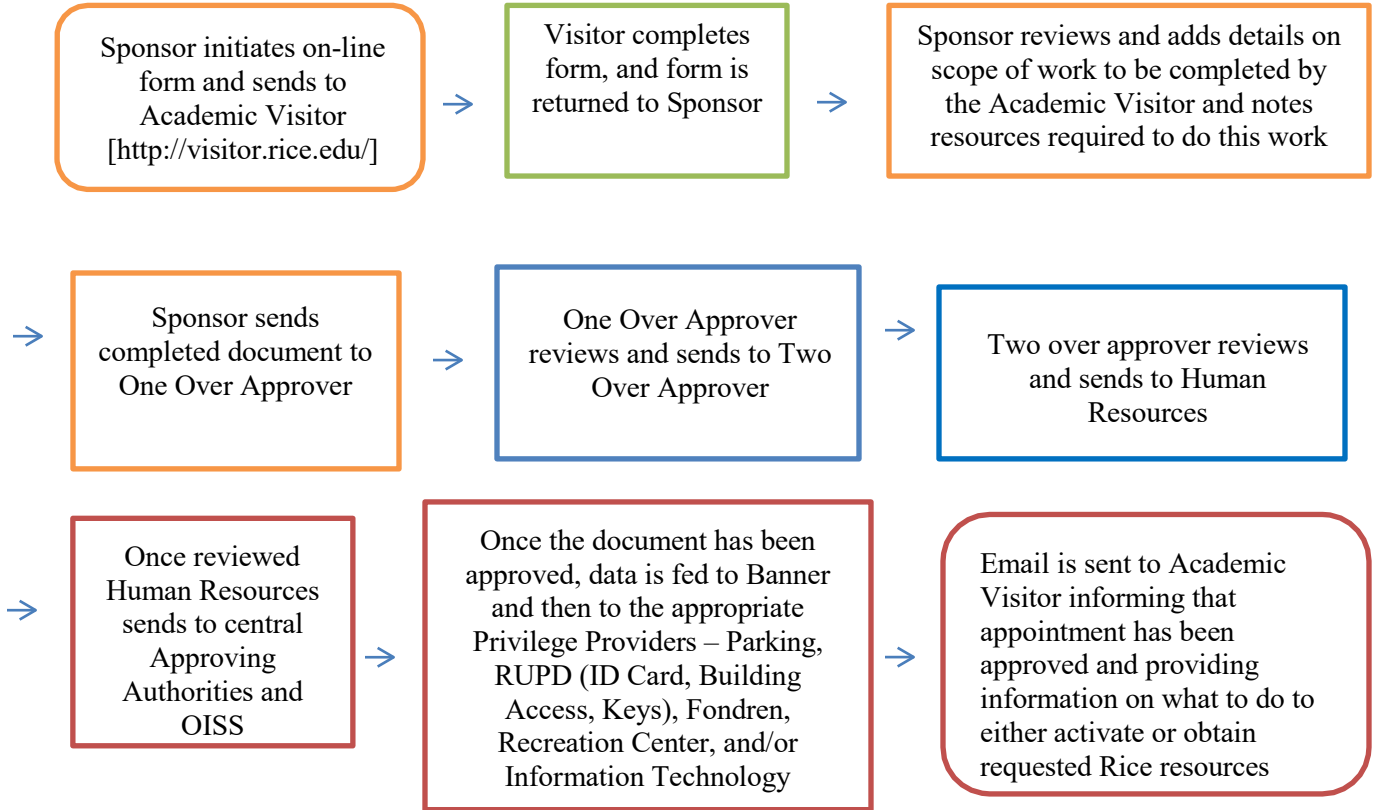 Sponsor initiates on-line
form and sends to
Academic Visitor
[http://visitor.rice.edu/]
Visitor completes
form, and form is
returned to Sponsor
Sponsor reviews and adds details on
scope of work to be completed by
the Academic Visitor and notes
resources required to do this work
Sponsor sends
completed document to
One Over Approver
One Over Approver
reviews and sends to Two
Over Approver
Two over approver reviews
and sends to Human
Resources
Once reviewed
Human Resources
sends to central
Approving
Authorities and
OISS
Once the document has been
approved, data is fed to Banner
and then to the appropriate
Privilege Providers – Parking,
RUPD (ID Card, Building
Access, Keys), Fondren,
Recreation Center, and/or
Information Technology
Email is sent to Academic
Visitor informing that
appointment has been
approved and providing
information on what to do to
either activate or obtain
requested Rice resources